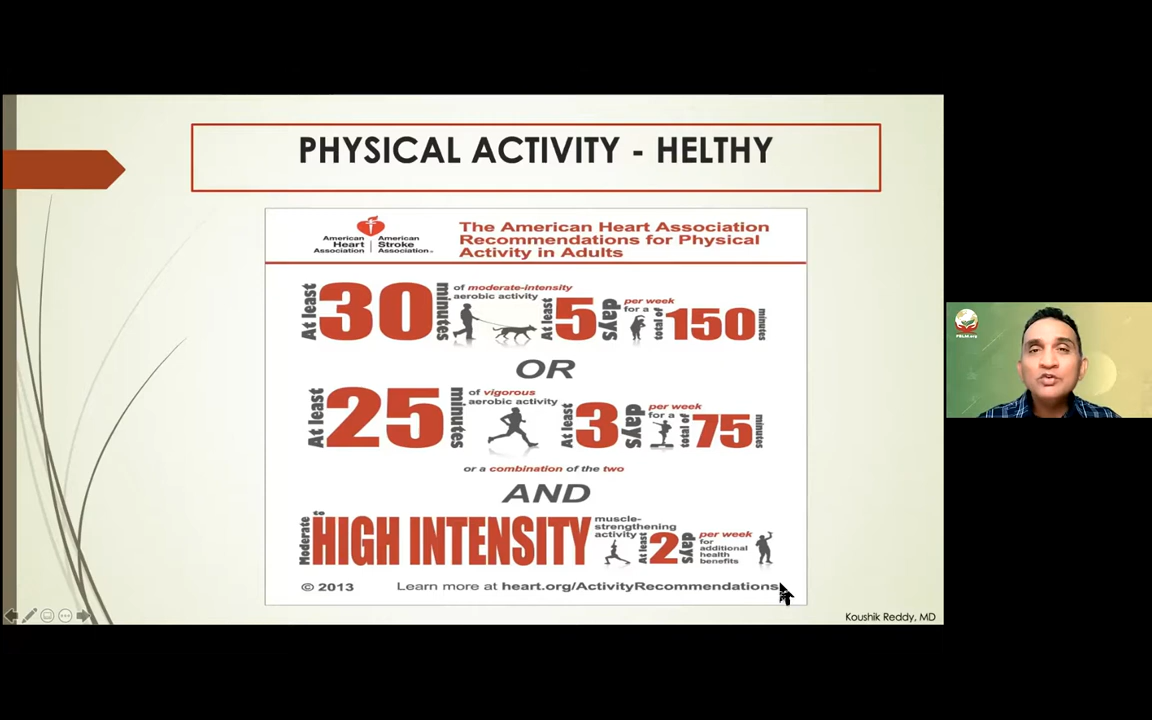 PHYSICAL ACTIVITY - HELTHY
American Heart Association
American Stroke Association®
The American Heart Association
Recommendations for Physical
Activity in Adults
At least 30 minutes of moderate-intensity aerobic activity At least 5 days per week for a total of 150 minutes
OR
At least 25 minutes of vigorous aerobic activity At least 3 days per week for a total of 75 minutes
or a combination of the two
AND
Moderate to HIGH INTENSITY muscle-strengthening activity At least 2 days per week for additional health benefits
© 2013
Learn more at heart.org/ActivityRecommendations
Koushik Reddy, MD